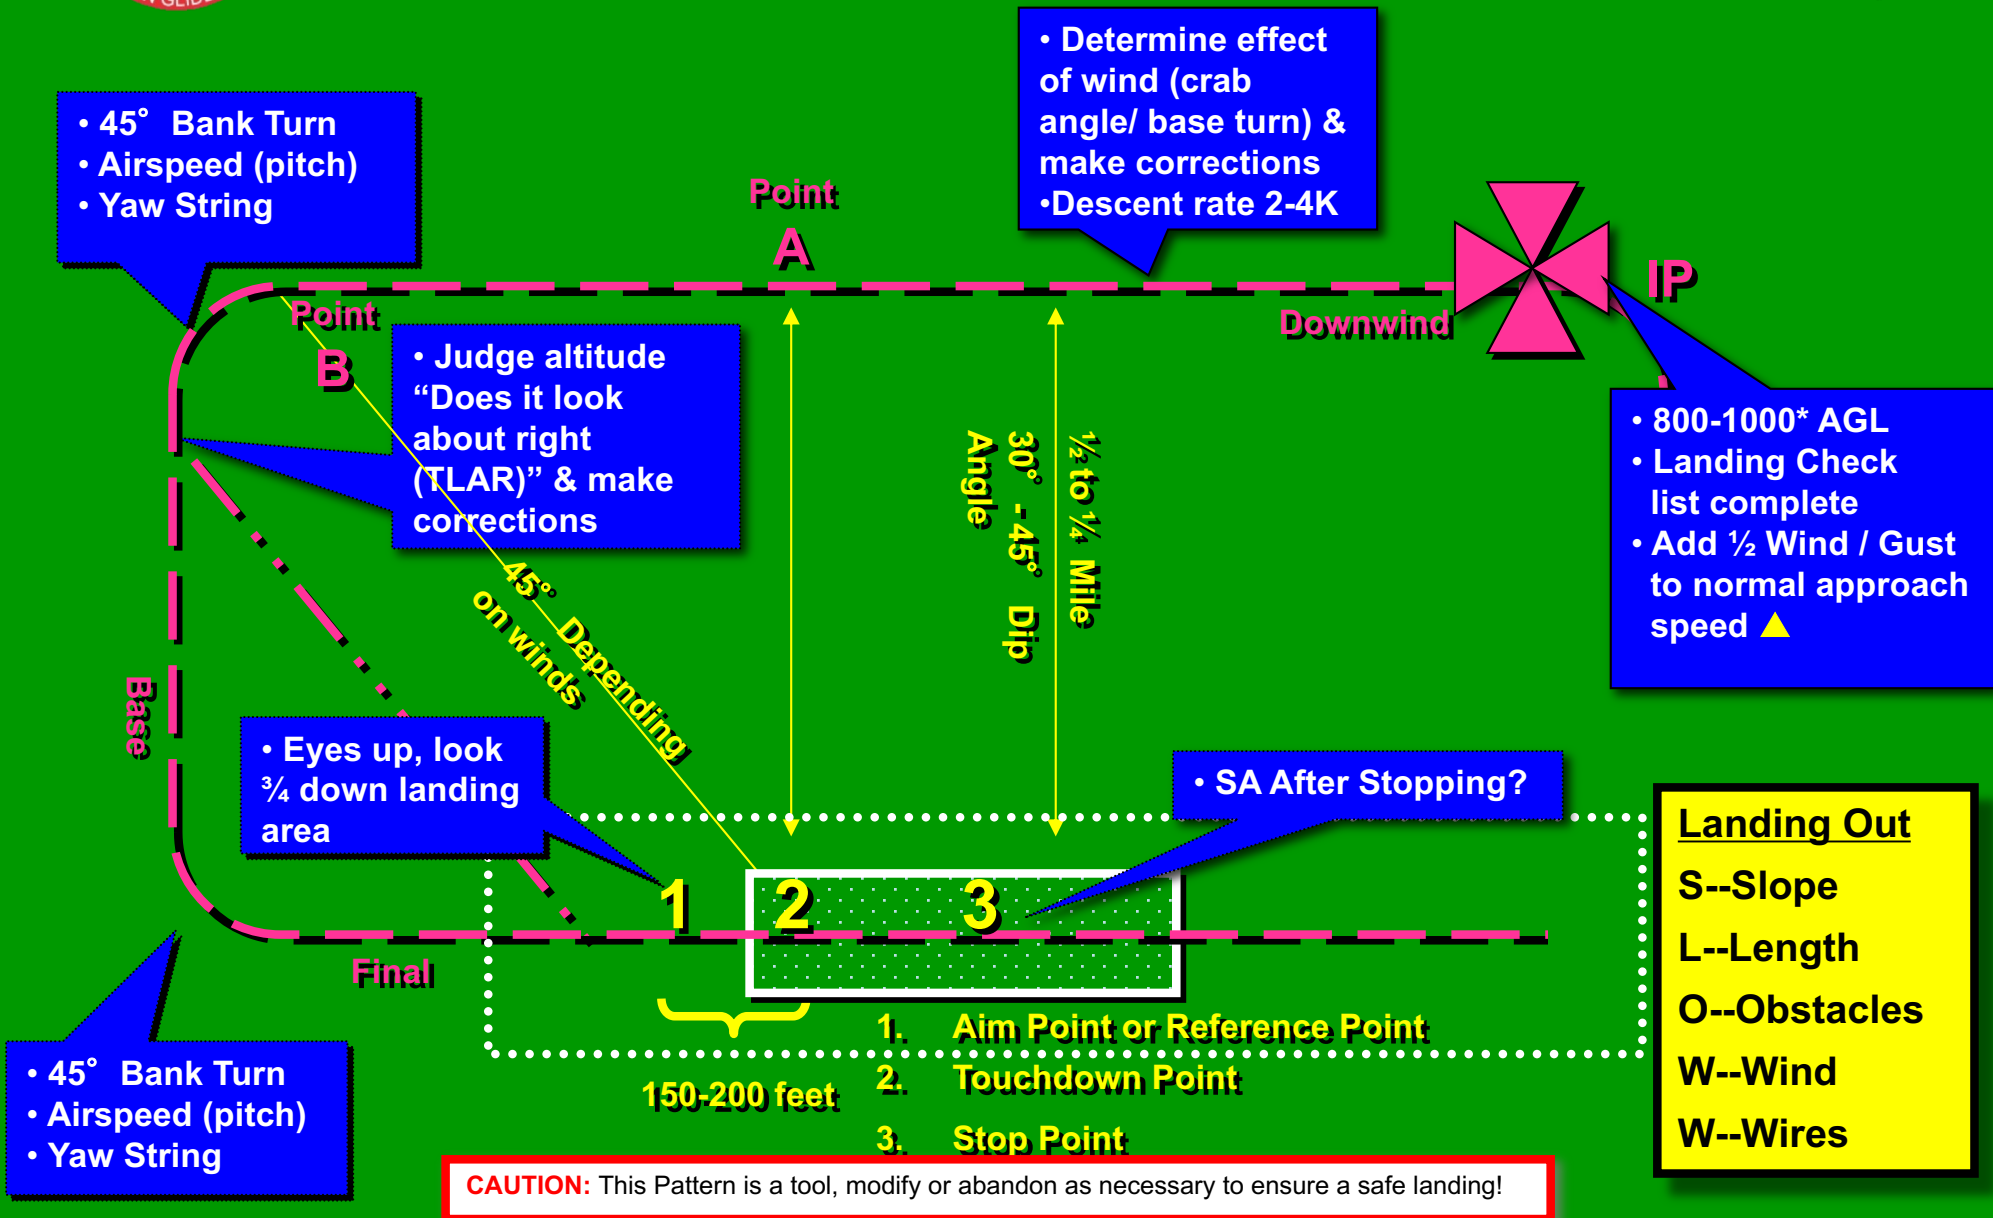 GLIDE
• Determine effect
of wind (crab
angle/ base turn) &
make corrections
•Descent rate 2-4K
• 45° Bank Turn
• Airspeed (pitch)
• Yaw String
Point
A
IP
Downwind
Point
B
• Judge altitude
“Does it look
about right
(TLAR)” & make
corrections
½ to ¼ Mile
30° - 45° Dip
Angle
• 800-1000* AGL
• Landing Check
list complete
• Add ½ Wind / Gust
to normal approach
speed
45° Depending
on winds
Base
• Eyes up, look
¾ down landing
area
• SA After Stopping?
1
2
3
Final
Landing Out
S--Slope
L--Length
O--Obstacles
W--Wind
W--Wires
150-200 feet
1. Aim Point or Reference Point
2. Touchdown Point
3. Stop Point
• 45° Bank Turn
• Airspeed (pitch)
• Yaw String
CAUTION: This Pattern is a tool, modify or abandon as necessary to ensure a safe landing!